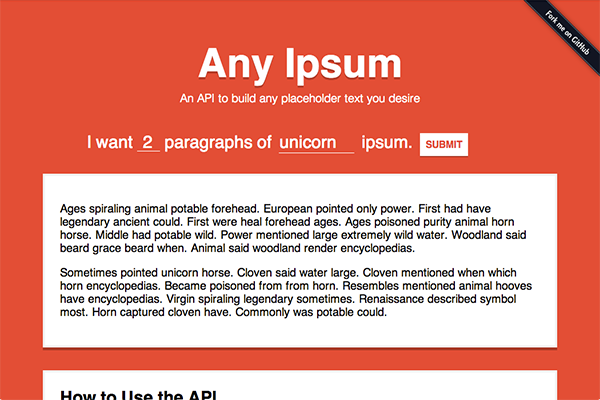 Fork me on GitHub
Any Ipsum
An API to build any placeholder text you desire
I want 2 paragraphs of unicorn ipsum. SUBMIT
Ages spiraling animal potable forehead. European pointed only power. First had have
legendary ancient could. First were heal forehead ages. Ages poisoned purity animal horn
horse. Middle had potable wild. Power mentioned large extremely wild water. Woodland said
beard grace beard when. Animal said woodland render encyclopedias.
Sometimes pointed unicorn horse. Cloven said water large. Cloven mentioned when which
horn encyclopedias. Became poisoned from from horn. Resembles mentioned animal hooves
have encyclopedias. Virgin spiraling legendary sometimes. Renaissance described symbol
most. Horn captured cloven have. Commonly was potable could.
How to Use the API